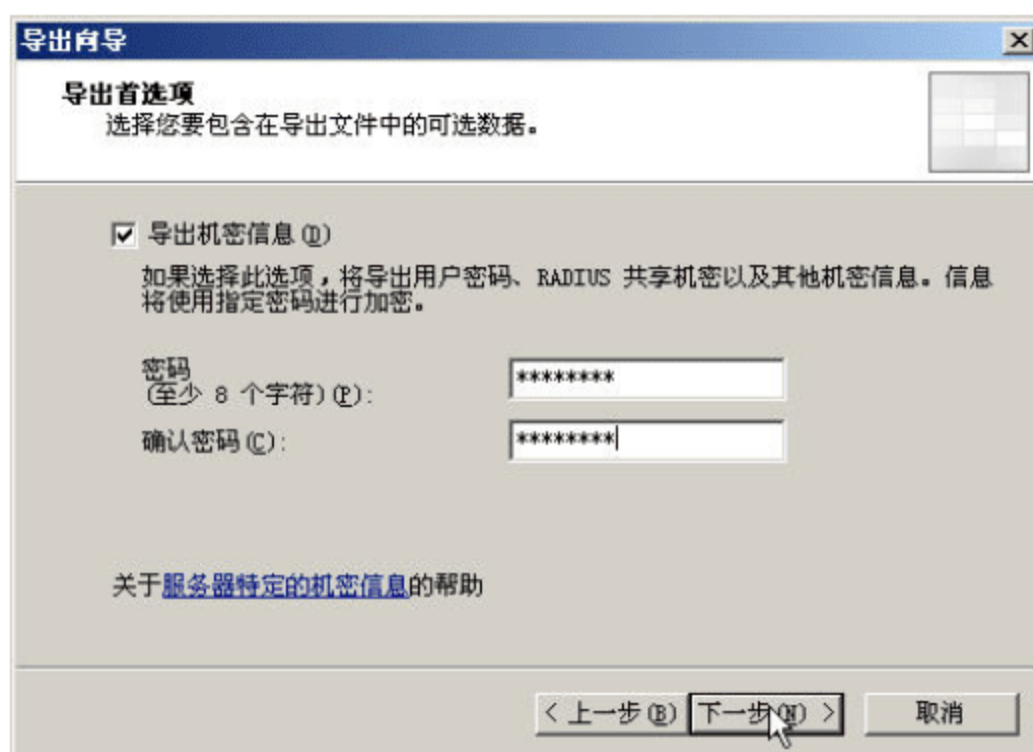 导出向导
导出首选项
选择您要包含在导出文件中的可选数据。
导出机密信息(D)
如果选择此选项，将导出用户密码、RADIUS 共享机密以及其他机密信息。信息
将使用指定密码进行加密。
密码
(至少 8 个字符)(P):
********
确认密码(C):
********
关于服务器特定的机密信息的帮助
< 上一步(B)
下一步(N) >
取消